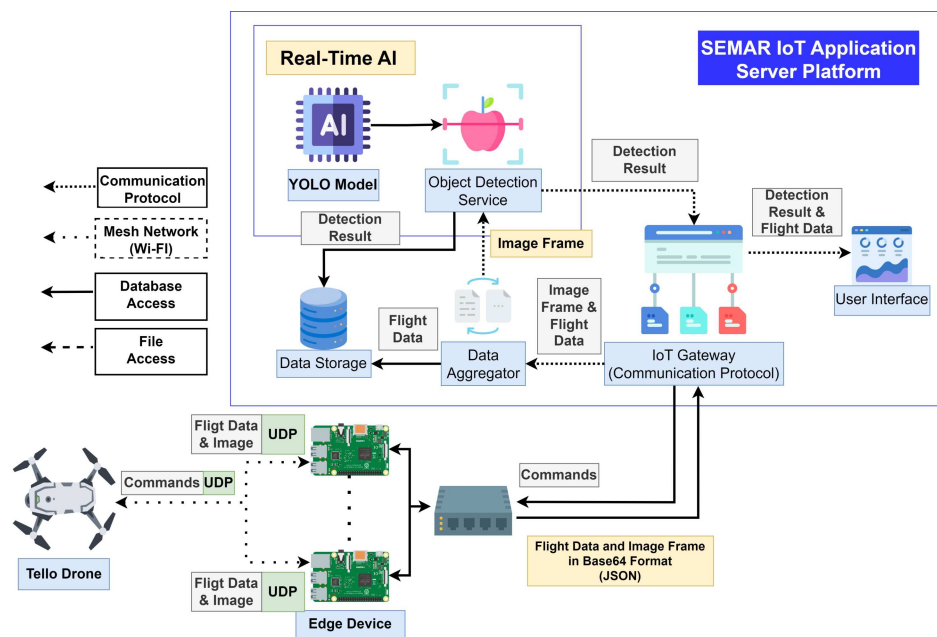 Real-Time AI
SEMAR IoT Application
Server Platform
AI
YOLO Model
Object Detection
Service
Detection
Result
Detection
Result &
Flight Data
Communication
Protocol
Mesh Network
(Wi-FI)
Database
Access
File
Access
Detection
Result
Image Frame
User Interface
Flight
Data
Image
Frame &
Flight
Data
Data Storage
Data
Aggregator
IoT Gateway
(Communication Protocol)
Fligt Data
& Image
UDP
Commands
UDP
Commands
Tello Drone
Fligt Data
& Image
UDP
Edge Device
Flight Data and Image Frame
in Base64 Format
(JSON)